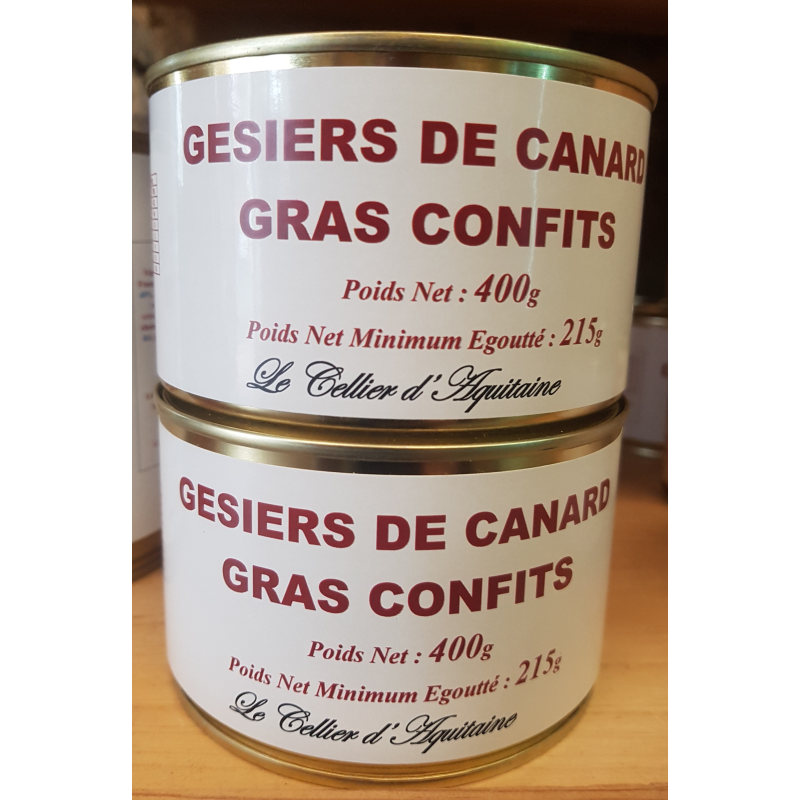 GESIERS DE CANARD
GRAS CONFITS
Poids Net : 400g
Poids Net Minimum Egoutté : 215g
Le Cellier d'Aquitaine
GESIERS DE CANARD
GRAS CONFITS
Poids Net : 400g
Poids Net Minimum Egoutté : 215g
Le Cellier d'Aquitaine